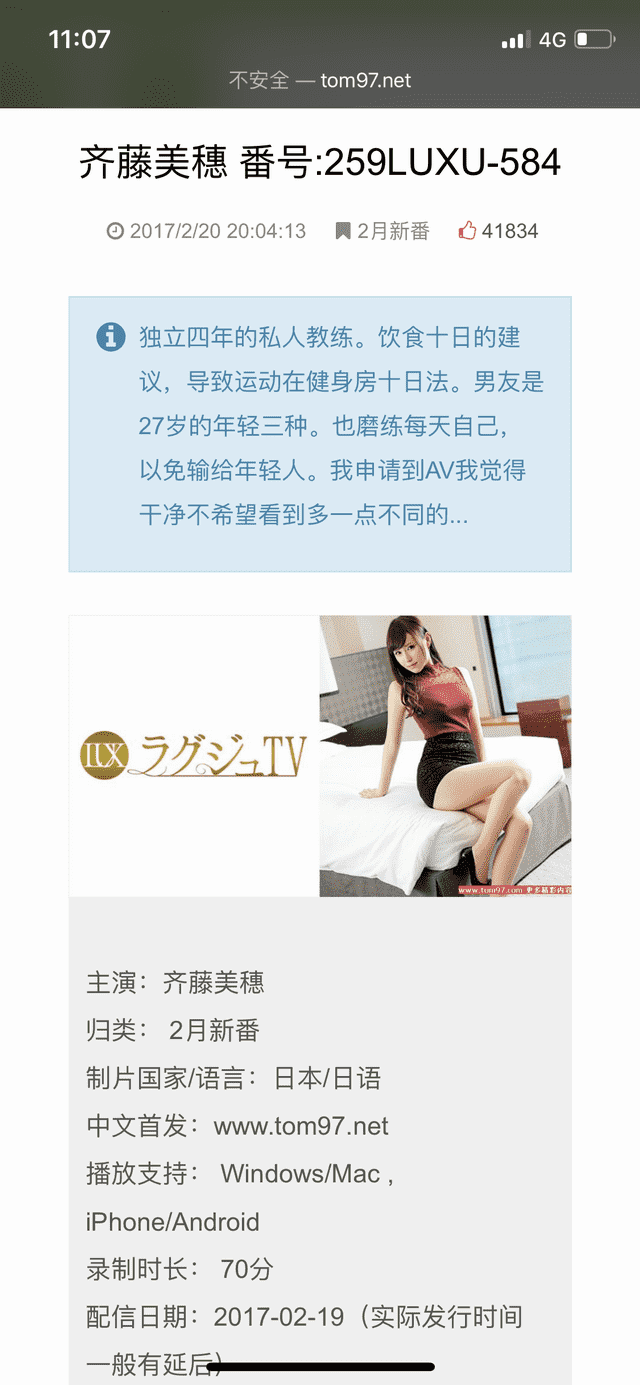 11:07
4G
不安全 — tom97.net
齐藤美穗 番号:259LUXU-584
2017/2/20 20:04:13 2月新番 41834
独立四年的私人教练。饮食十日的建
议，导致运动在健身房十日法。男友是
27岁的年轻三种。也磨练每天自己，
以免输给年轻人。我申请到AV我觉得
干净不希望看到多一点不同的...
LUX ラグジュTV
www.tom97.com 更多精彩内容
主演：齐藤美穗
归类： 2月新番
制片国家/语言：日本/日语
中文首发：www.tom97.net
播放支持： Windows/Mac ,
iPhone/Android
录制时长： 70分
配信日期：2017-02-19（实际发行时间
一般有延后）